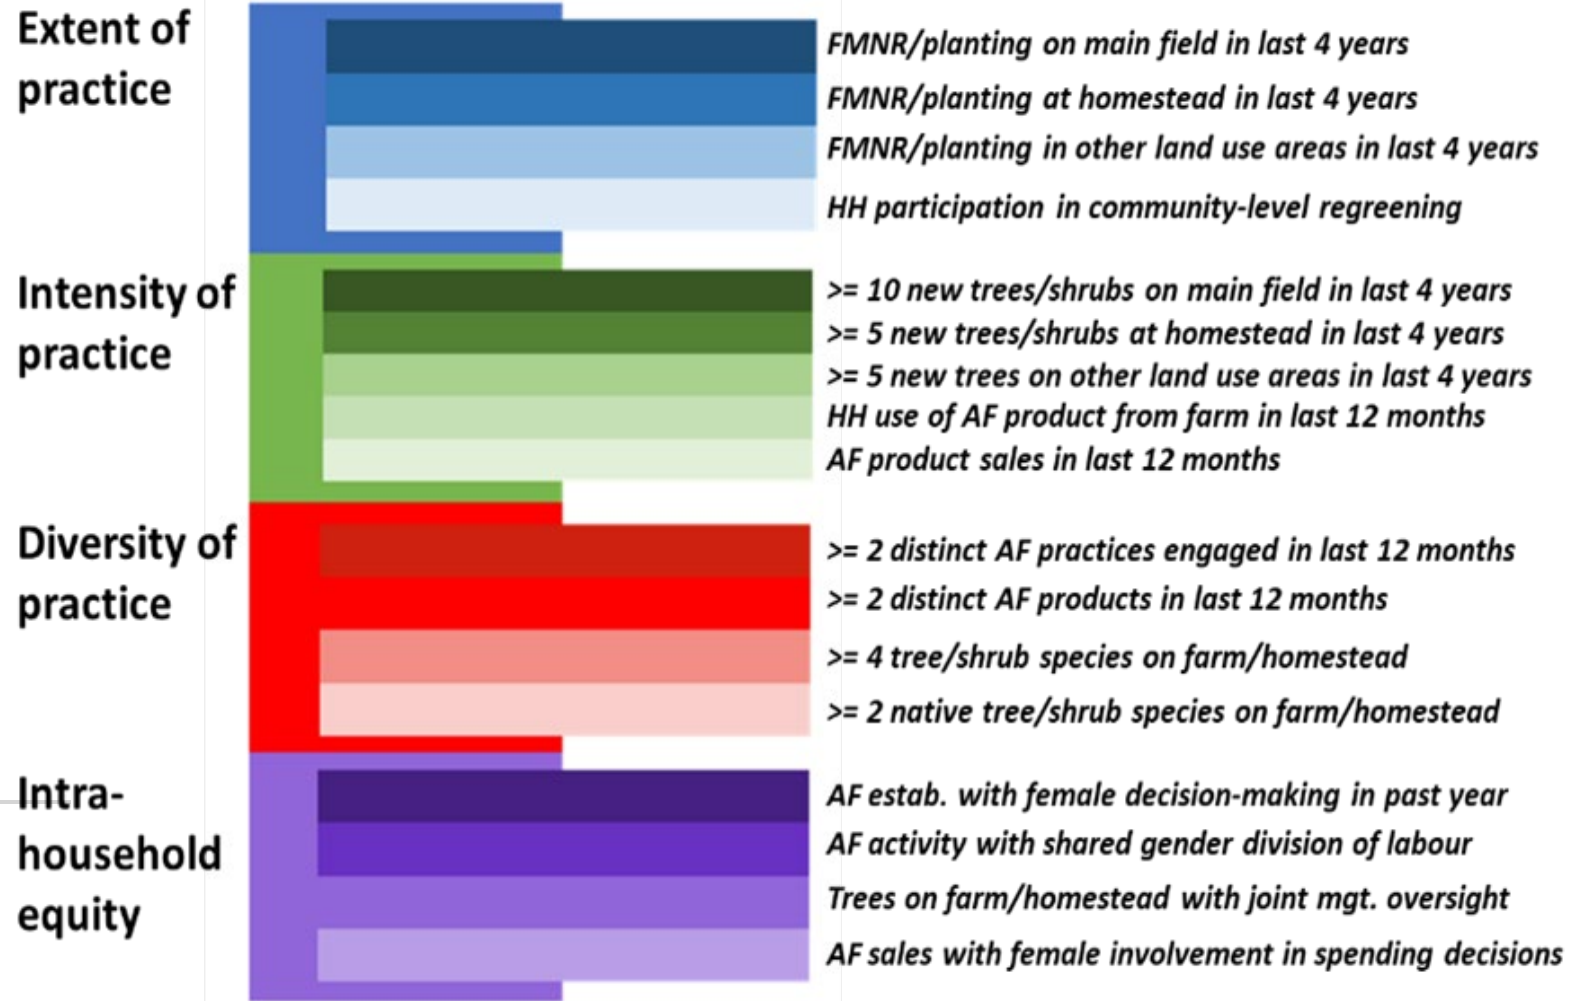 Extent of
practice
FMNR/planting on main field in last 4 years
FMNR/planting at homestead in last 4 years
FMNR/planting in other land use areas in last 4 years
HH participation in community-level regreening
Intensity of
practice
>= 10 new trees/shrubs on main field in last 4 years
>= 5 new trees/shrubs at homestead in last 4 years
>= 5 new trees on other land use areas in last 4 years
HH use of AF product from farm in last 12 months
AF product sales in last 12 months
Diversity of
practice
>= 2 distinct AF practices engaged in last 12 months
>= 2 distinct AF products in last 12 months
>= 4 tree/shrub species on farm/homestead
>= 2 native tree/shrub species on farm/homestead
Intra-
household
equity
AF estab. with female decision-making in past year
AF activity with shared gender division of labour
Trees on farm/homestead with joint mgt. oversight
AF sales with female involvement in spending decisions